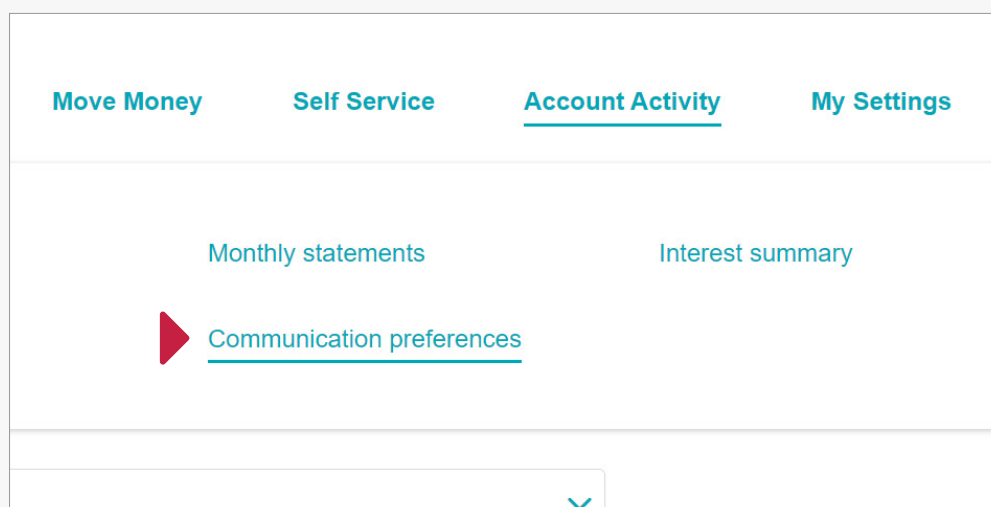 Move Money Self Service Account Activity My Settings
Monthly statements Interest summary
Communication preferences